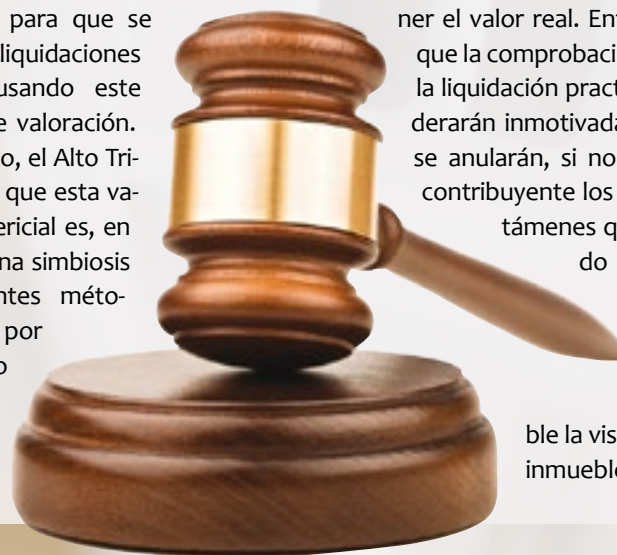 para que se
liquidaciones
usando este
e valoración.
o, el Alto Tri-
que esta va-
ericial es, en
na simbiosis
ntes méto-
por
o
ner el valor real. Ent
que la comprobaci
la liquidación pract
derarán inmotivada
se anularán, si no
contribuyente los
támenes q
do
ble la vis
inmueble